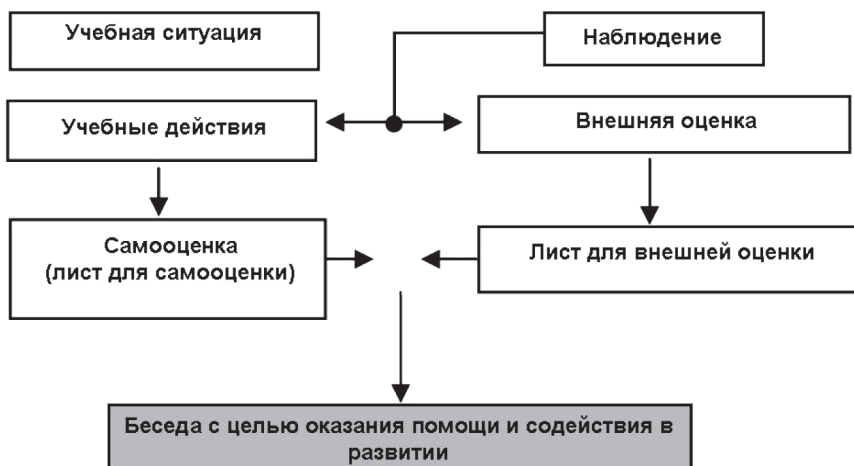 Учебная ситуация
Наблюдение
Учебные действия
Внешняя оценка
Самооценка
(лист для самооценки)
Лист для внешней оценки
Беседа с целью оказания помощи и содействия в
развитии